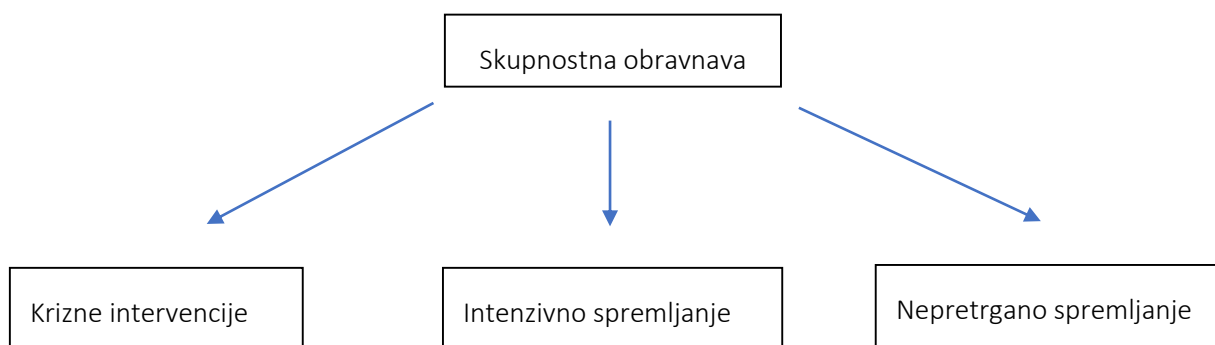 Skupnostna obravnava
Krizne intervencije
Intenzivno spremljanje
Nepretrgano spremljanje